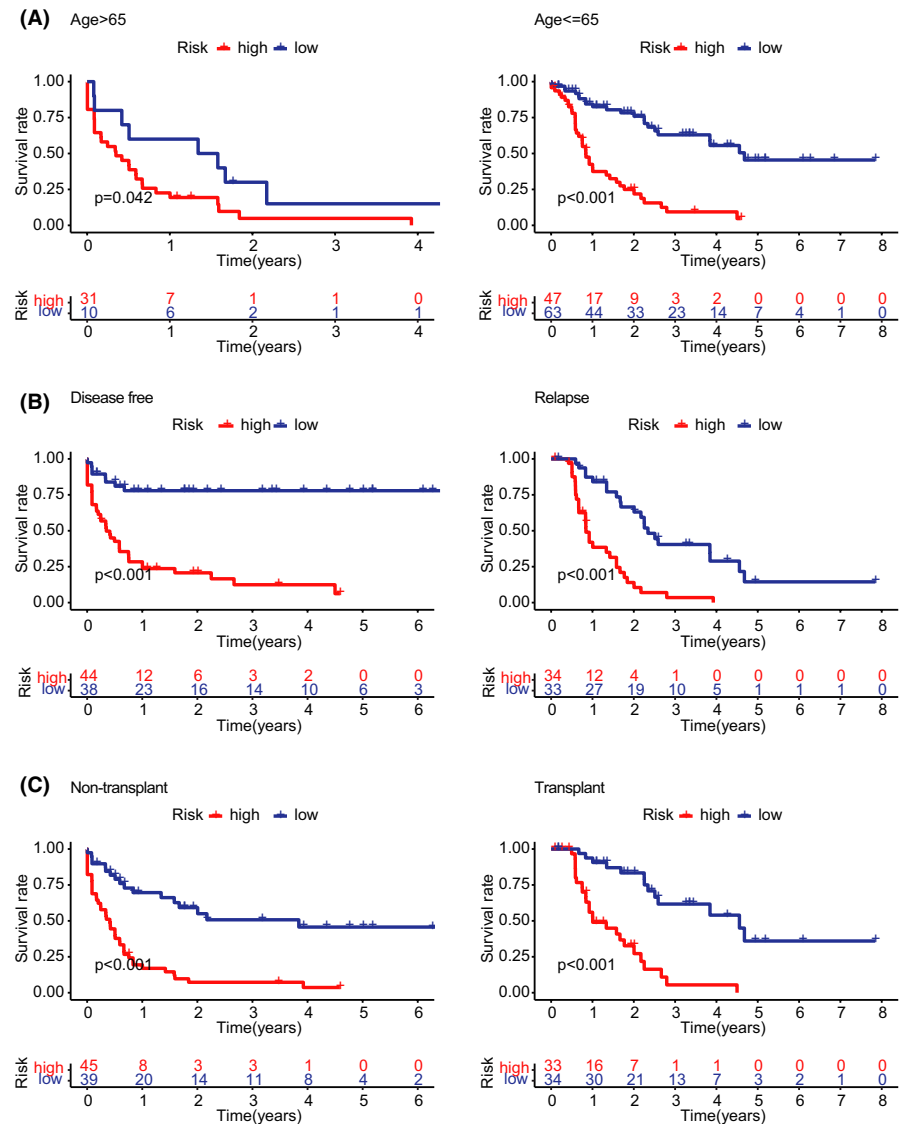 (A)
Age>65
Risk high low
Survival rate
1.00
0.75
0.50
0.25
0.00
p=0.042
0 1 2 3 4
Time(years)
Risk
high 31 7 1 1 0
low 10 6 2 1 1
0 1 2 3 4
Time(years)
Age<=65
Risk high low
Survival rate
1.00
0.75
0.50
0.25
0.00
p<0.001
0 1 2 3 4 5 6 7 8
Time(years)
Risk
high 47 17 9 3 2 0 0 0 0
low 63 44 33 23 14 7 4 1 0
0 1 2 3 4 5 6 7 8
Time(years)
(B)
Disease free
Risk high low
Survival rate
1.00
0.75
0.50
0.25
0.00
p<0.001
0 1 2 3 4 5 6
Time(years)
Risk
high 44 12 6 3 2 0 0
low 38 23 16 14 10 6 3
0 1 2 3 4 5 6
Time(years)
Relapse
Risk high low
Survival rate
1.00
0.75
0.50
0.25
0.00
p<0.001
0 1 2 3 4 5 6 7 8
Time(years)
Risk
high 34 12 4 1 0 0 0 0 0
low 33 27 19 10 5 1 1 1 0
0 1 2 3 4 5 6 7 8
Time(years)
(C)
Non-transplant
Risk high low
Survival rate
1.00
0.75
0.50
0.25
0.00
p<0.001
0 1 2 3 4 5 6
Time(years)
Risk
high 45 8 3 3 1 0 0
low 39 20 14 11 8 4 2
0 1 2 3 4 5 6
Time(years)
Transplant
Risk high low
Survival rate
1.00
0.75
0.50
0.25
0.00
p<0.001
0 1 2 3 4 5 6 7 8
Time(years)
Risk
high 33 16 7 1 1 0 0 0 0
low 34 30 21 13 7 3 2 1 0
0 1 2 3 4 5 6 7 8
Time(years)